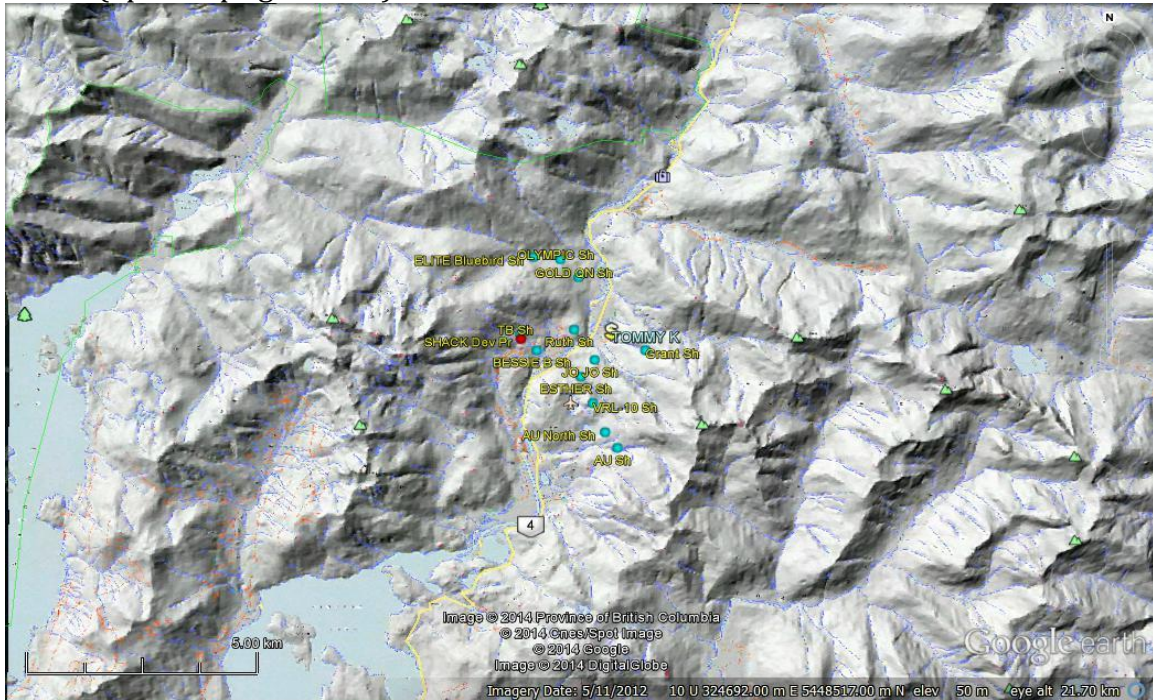 N
ELITE Bluebird Sh
OLYMPIC Sh
GOLD QN Sh
TB Sh
SHACK Dev Pr
Ruth Sh
TOMMY K
Grant Sh
BESSIE B Sh
JO JO Sh
ESTHER Sh
VRL-10 Sh
AU North Sh
AU Sh
4
Image © 2014 Province of British Columbia
© 2014 Cnes/Spot Image
© 2014 Google
Image © 2014 DigitalGlobe
5.00 km
Google earth
Imagery Date: 5/11/2012 10 U 324692.00 m E 5448517.00 m N elev 50 m eye alt 21.70 km